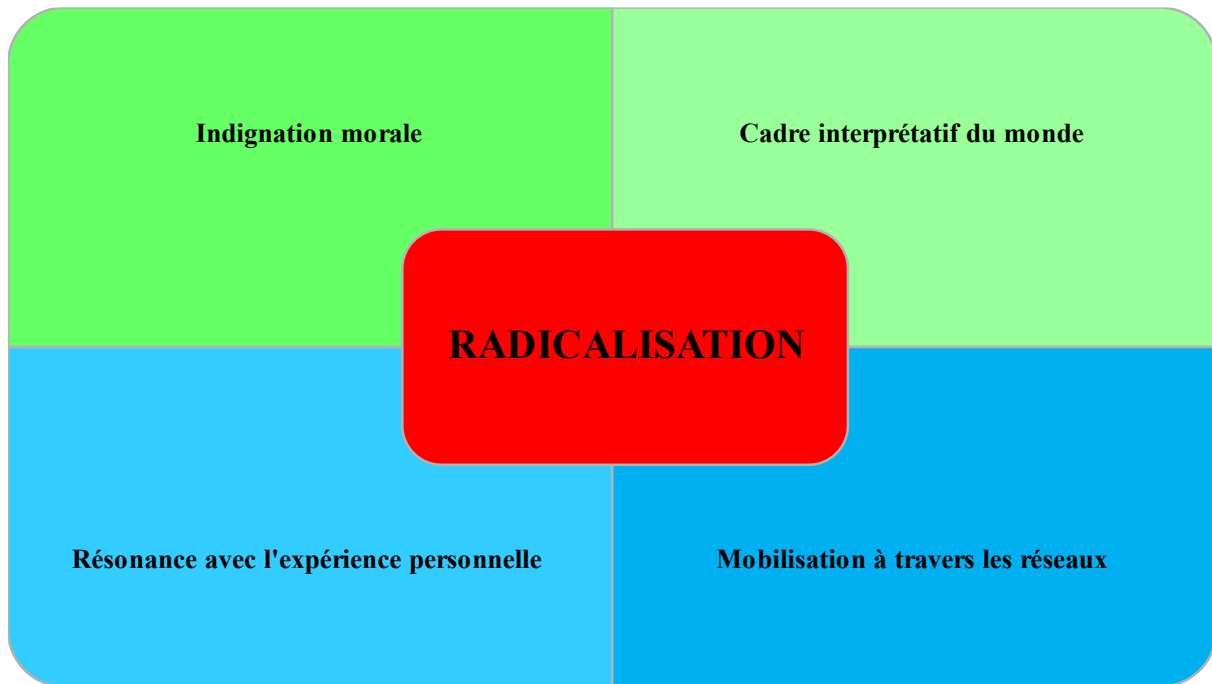 Indignation morale
Cadre interprétatif du monde
RADICALISATION
Résonance avec l'expérience personnelle
Mobilisation à travers les réseaux